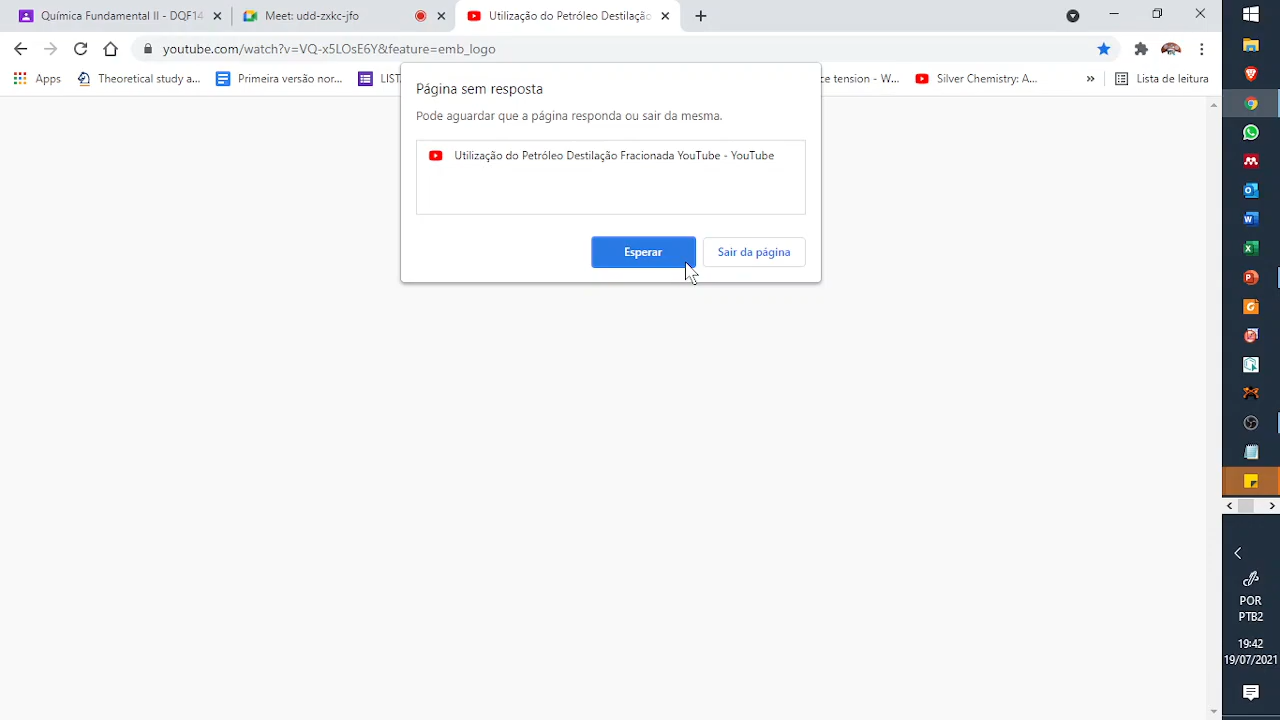 Química Fundamental II - DQF14
Meet: udd-zxkc-jfo
Utilização do Petróleo Destilação
youtube.com/watch?v=VQ-x5LOsE6Y&feature=emb_logo
Apps
Theoretical study a...
Primeira versão nor...
LIST
ce tension - W...
Silver Chemistry: A...
»
Lista de leitura
Página sem resposta
Pode aguardar que a página responda ou sair da mesma.
Utilização do Petróleo Destilação Fracionada YouTube - YouTube
Esperar
Sair da página
POR
PTB2
19:42
19/07/2021